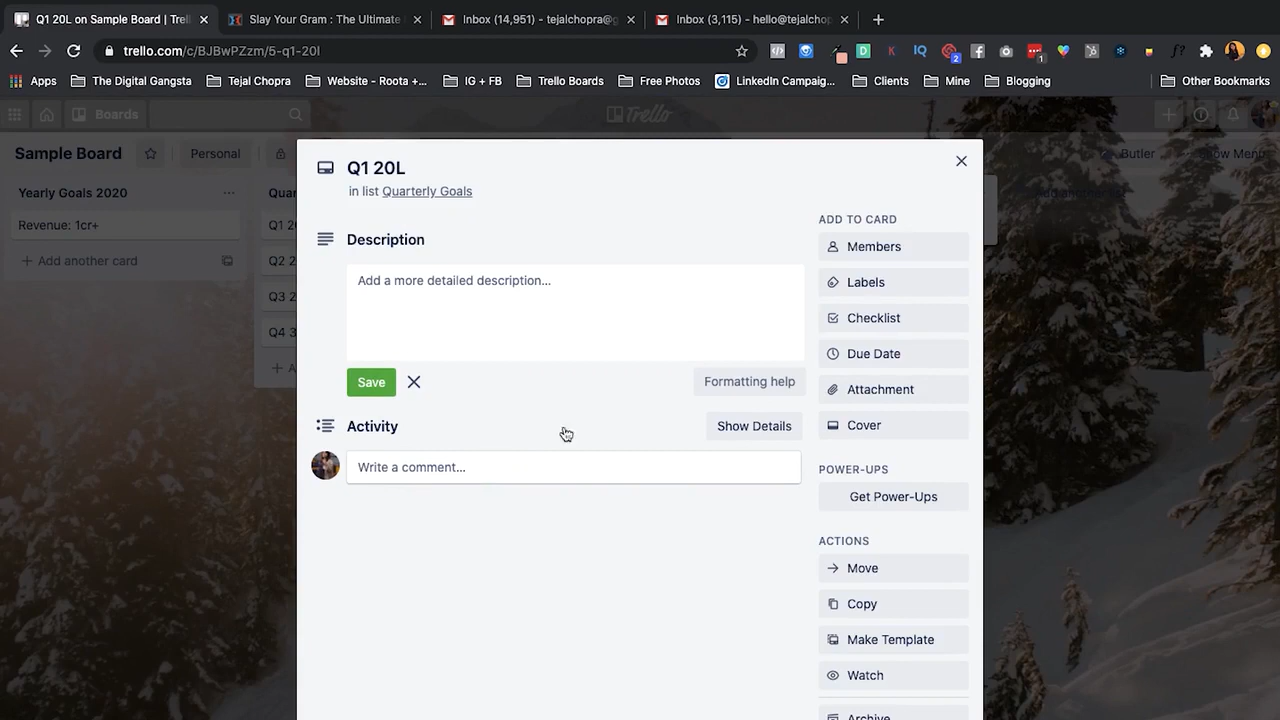 Q1 20L on Sample Board | Trell
Slay Your Gram : The Ultimate
Inbox (14,951) - tejalchopra@g
Inbox (3,115) - hello@tejalchop
trello.com/c/BJBwPZzm/5-q1-20l
Apps
The Digital Gangsta
Tejal Chopra
Website - Roota +...
IG + FB
Trello Boards
Free Photos
LinkedIn Campaig...
Clients
Mine
Blogging
Other Bookmarks
Boards
Trello
Sample Board
Personal
Butler
Show Menu
Yearly Goals 2020
Revenue: 1cr+
+ Add another card
Quar
Q1 20
Q2 2
Q3 2
Q4 3
+ A
Q1 20L
in list Quarterly Goals
Description
Add a more detailed description...
Save
Formatting help
Activity
Show Details
Write a comment...
ADD TO CARD
Members
Labels
Checklist
Due Date
Attachment
Cover
POWER-UPS
Get Power-Ups
ACTIONS
Move
Copy
Make Template
Watch
Archive